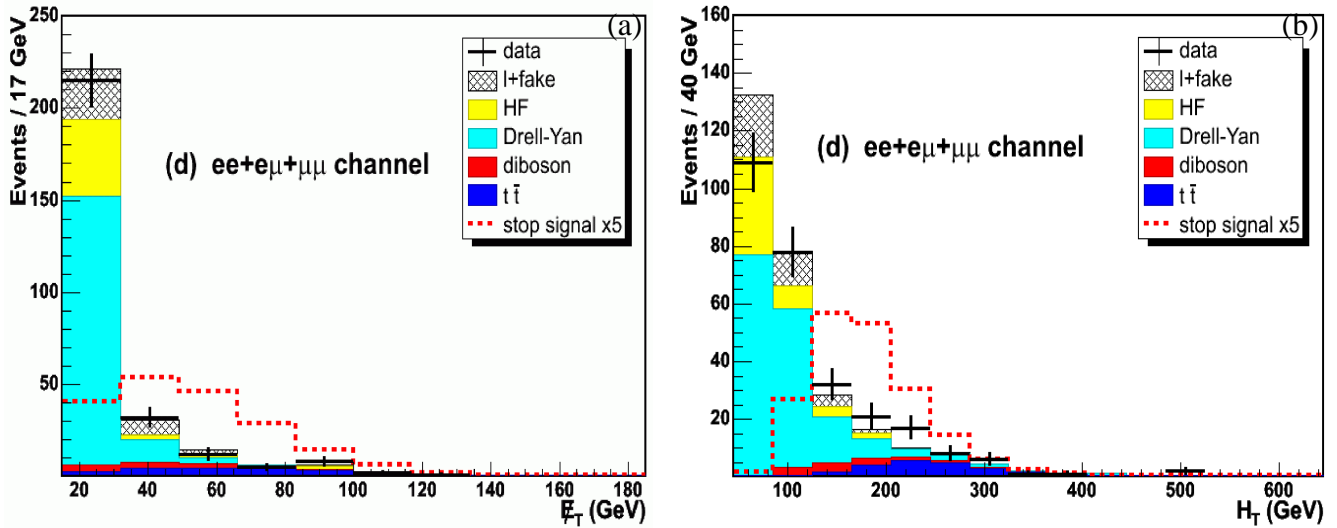 (a)
Events / 17 GeV
250
200
150
100
50
data
l+fake
HF
Drell-Yan
diboson
t t̄
stop signal x5
(d) ee+eμ+μμ channel
20 40 60 80 100 120 140 160 180
E̸T (GeV)
(b)
Events / 40 GeV
160
140
120
100
80
60
40
20
data
l+fake
HF
Drell-Yan
diboson
t t̄
stop signal x5
(d) ee+eμ+μμ channel
100 200 300 400 500 600
HT (GeV)